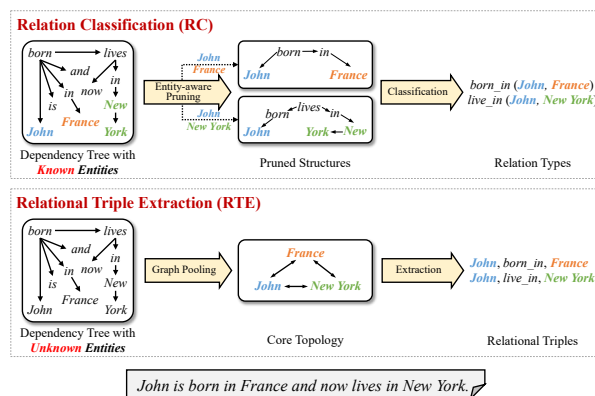 Relation Classification (RC)
born lives
and
in
is in now New
France
John York
Dependency Tree with
Known Entities
Entity-aware
Pruning
John
France
John
New York
born in
John France
lives
born in
John York New
Pruned Structures
Classification
born_in (John, France)
live_in (John, New York)
Relation Types
Relational Triple Extraction (RTE)
born lives
and
in
is in now New
France
John York
Dependency Tree with
Unknown Entities
Graph Pooling
France
John New York
Core Topology
Extraction
John, born_in, France
John, live_in, New York
Relational Triples
John is born in France and now lives in New York.